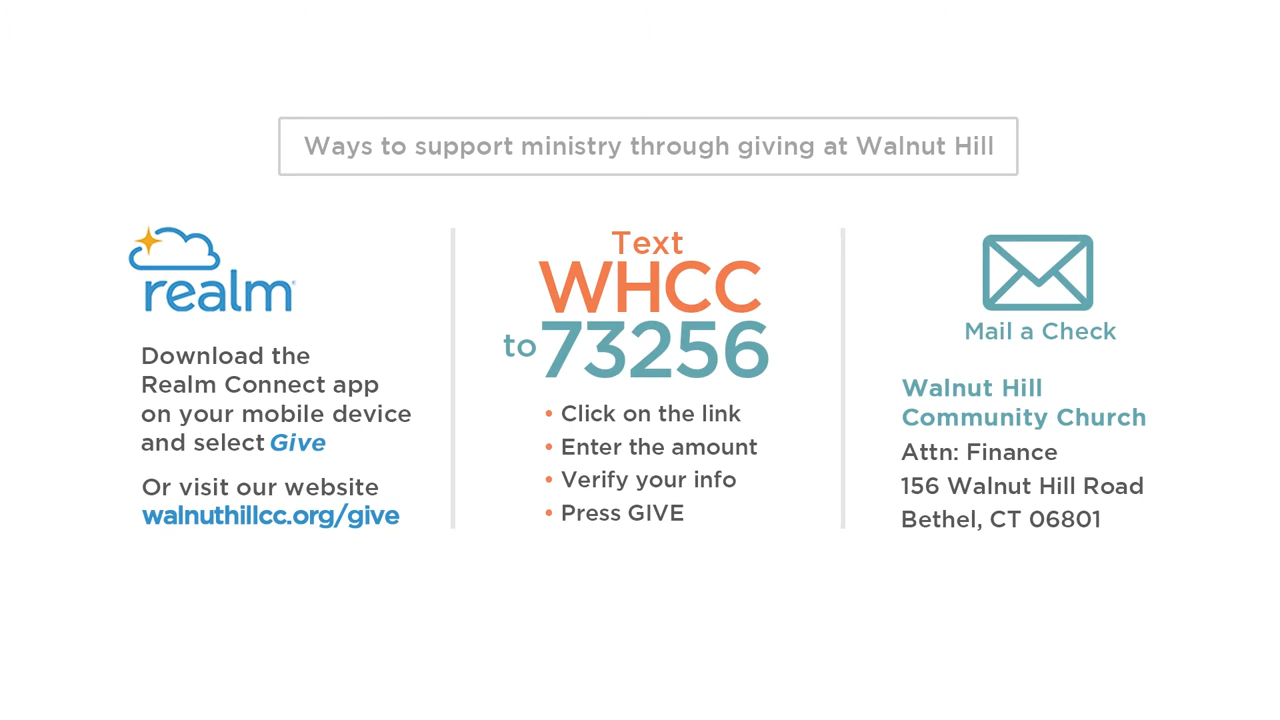 Ways to support ministry through giving at Walnut Hill
realm
Download the
Realm Connect app
on your mobile device
and select Give
Or visit our website
walnuthillcc.org/give
Text
WHCC
to 73256
• Click on the link
• Enter the amount
• Verify your info
• Press GIVE
Mail a Check
Walnut Hill
Community Church
Attn: Finance
156 Walnut Hill Road
Bethel, CT 06801